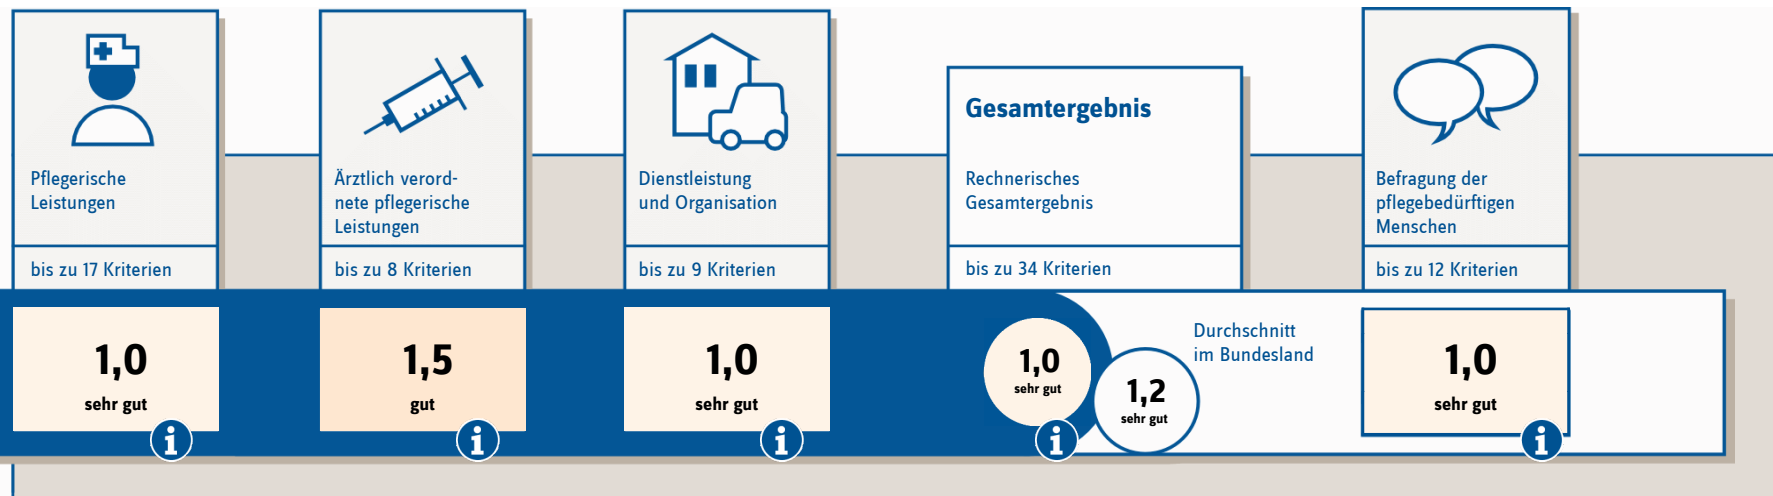 Pflegerische
Leistungen
bis zu 17 Kriterien
1,0
sehr gut
i
Ärztlich verord-
nete pflegerische
Leistungen
bis zu 8 Kriterien
1,5
gut
i
Dienstleistung
und Organisation
bis zu 9 Kriterien
1,0
sehr gut
i
Gesamtergebnis
Rechnerisches
Gesamtergebnis
bis zu 34 Kriterien
1,0
sehr gut
i
1,2
sehr gut
Durchschnitt
im Bundesland
Befragung der
pflegebedürftigen
Menschen
bis zu 12 Kriterien
1,0
sehr gut
i